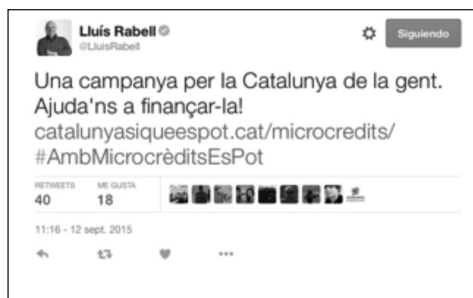 Lluís Rabell
@LluisRabell
Siguiendo
Una campanya per la Catalunya de la gent.
Ajuda'ns a finançar-la!
catalunyasiqueespot.cat/microcredits/
#AmbMicrocrèditsEsPot
RETWEETS
ME GUSTA
40
18
11:16 - 12 sept. 2015